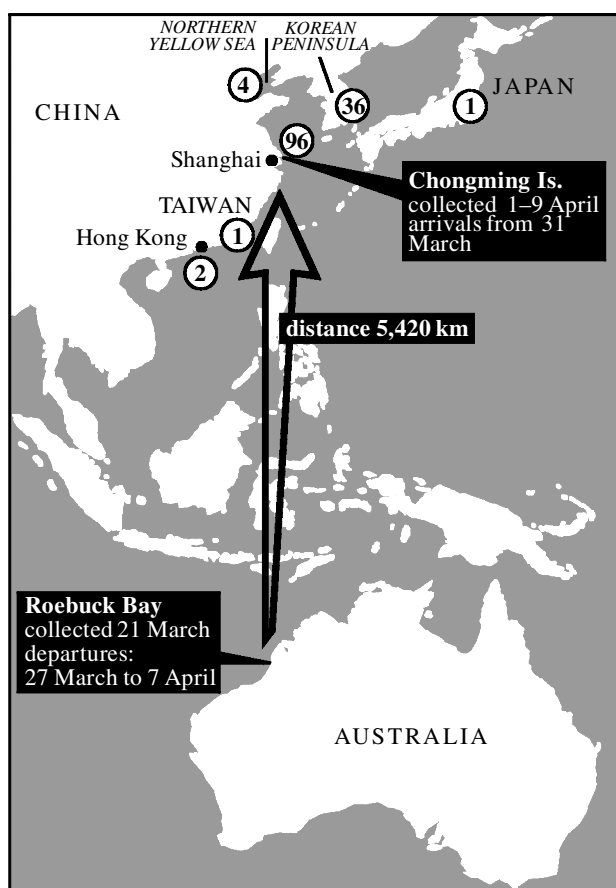 NORTHERN
YELLOW SEA
KOREAN
PENINSULA
4
36
1
JAPAN
CHINA
96
Shanghai
Chongming Is.
collected 1–9 April
arrivals from 31
March
TAIWAN
1
Hong Kong
2
distance 5,420 km
Roebuck Bay
collected 21 March
departures:
27 March to 7 April
AUSTRALIA